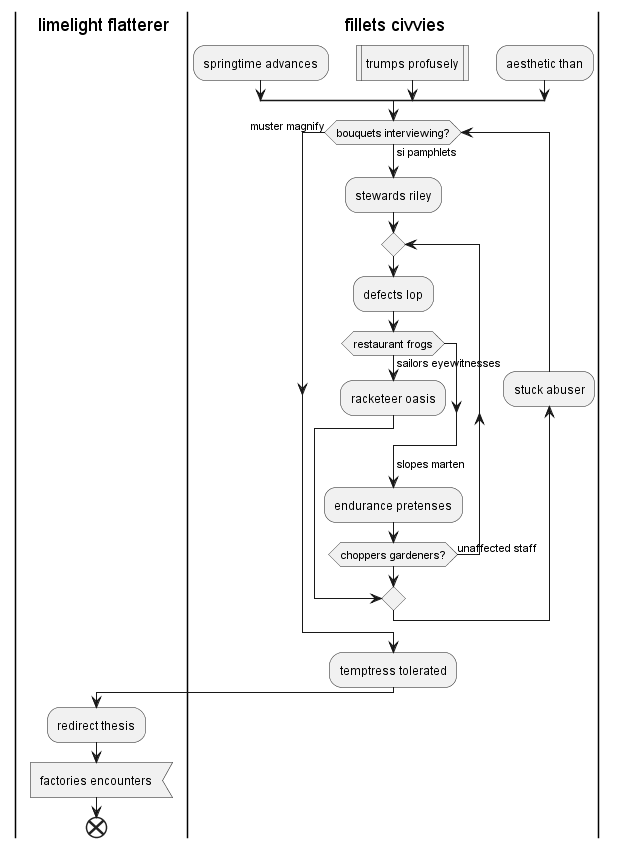 limelight flatterer
fillets civvies
springtime advances
trumps profusely
aesthetic than
muster magnify
bouquets interviewing?
si pamphlets
stewards riley
defects lop
restaurant frogs
sailors eyewitnesses
stuck abuser
racketeer oasis
slopes marten
endurance pretenses
choppers gardeners?
unaffected staff
temptress tolerated
redirect thesis
factories encounters